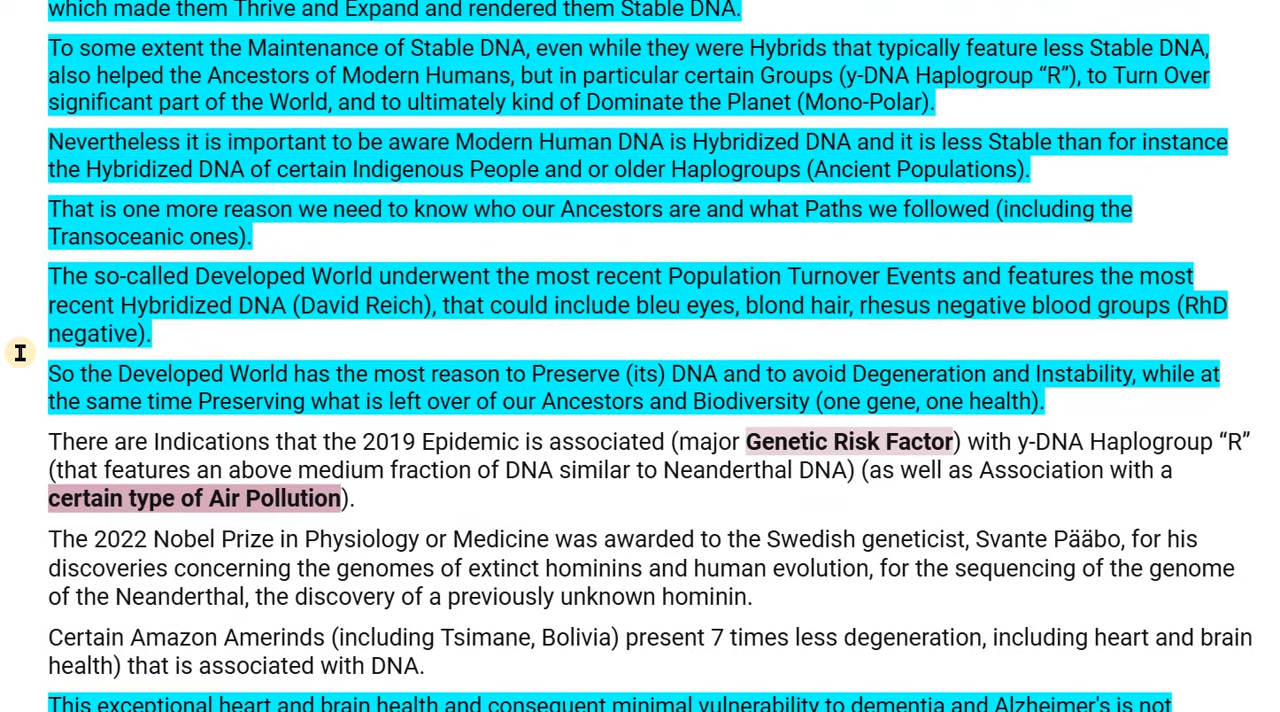 which made them Thrive and Expand and rendered them Stable DNA.
To some extent the Maintenance of Stable DNA, even while they were Hybrids that typically feature less Stable DNA,
also helped the Ancestors of Modern Humans, but in particular certain Groups (y-DNA Haplogroup “R”), to Turn Over
significant part of the World, and to ultimately kind of Dominate the Planet (Mono-Polar).
Nevertheless it is important to be aware Modern Human DNA is Hybridized DNA and it is less Stable than for instance
the Hybridized DNA of certain Indigenous People and or older Haplogroups (Ancient Populations).
That is one more reason we need to know who our Ancestors are and what Paths we followed (including the
Transoceanic ones).
The so-called Developed World underwent the most recent Population Turnover Events and features the most
recent Hybridized DNA (David Reich), that could include bleu eyes, blond hair, rhesus negative blood groups (RhD
negative).
So the Developed World has the most reason to Preserve (its) DNA and to avoid Degeneration and Instability, while at
the same time Preserving what is left over of our Ancestors and Biodiversity (one gene, one health).
There are Indications that the 2019 Epidemic is associated (major Genetic Risk Factor) with y-DNA Haplogroup “R”
(that features an above medium fraction of DNA similar to Neanderthal DNA) (as well as Association with a
certain type of Air Pollution).
The 2022 Nobel Prize in Physiology or Medicine was awarded to the Swedish geneticist, Svante Pääbo, for his
discoveries concerning the genomes of extinct hominins and human evolution, for the sequencing of the genome
of the Neanderthal, the discovery of a previously unknown hominin.
Certain Amazon Amerinds (including Tsimane, Bolivia) present 7 times less degeneration, including heart and brain
health) that is associated with DNA.
This exceptional heart and brain health and consequent minimal vulnerability to dementia and Alzheimer's is not